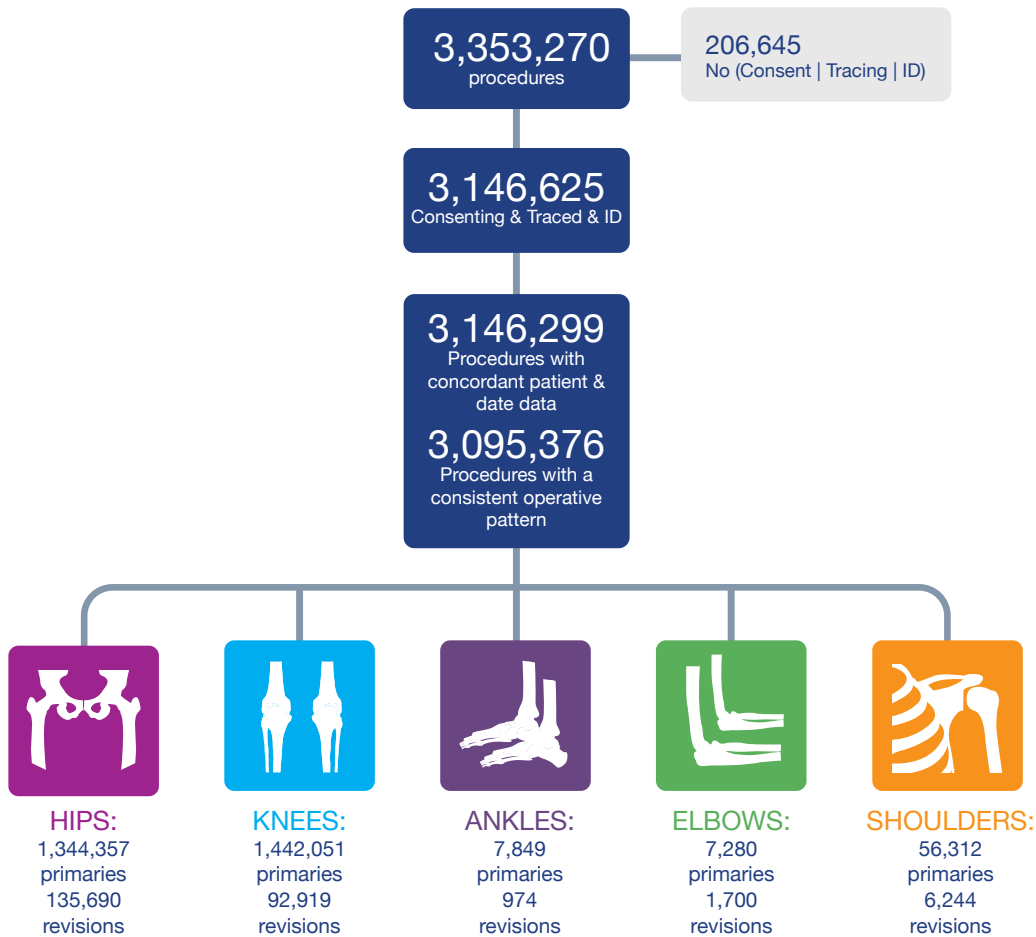 3,353,270
procedures
206,645
No (Consent | Tracing | ID)
3,146,625
Consenting & Traced & ID
3,146,299
Procedures with
concordant patient &
date data
3,095,376
Procedures with a
consistent operative
pattern
HIPS:
1,344,357
primaries
135,690
revisions
KNEES:
1,442,051
primaries
92,919
revisions
ANKLES:
7,849
primaries
974
revisions
ELBOWS:
7,280
primaries
1,700
revisions
SHOULDERS:
56,312
primaries
6,244
revisions